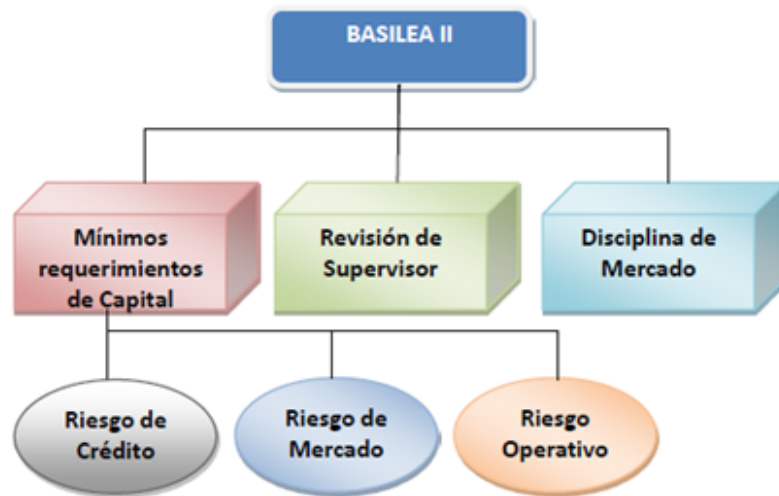 BASILEA II
Mínimos
requerimientos
de Capital
Revisión de
Supervisor
Disciplina de
Mercado
Riesgo de
Crédito
Riesgo de
Mercado
Riesgo
Operativo